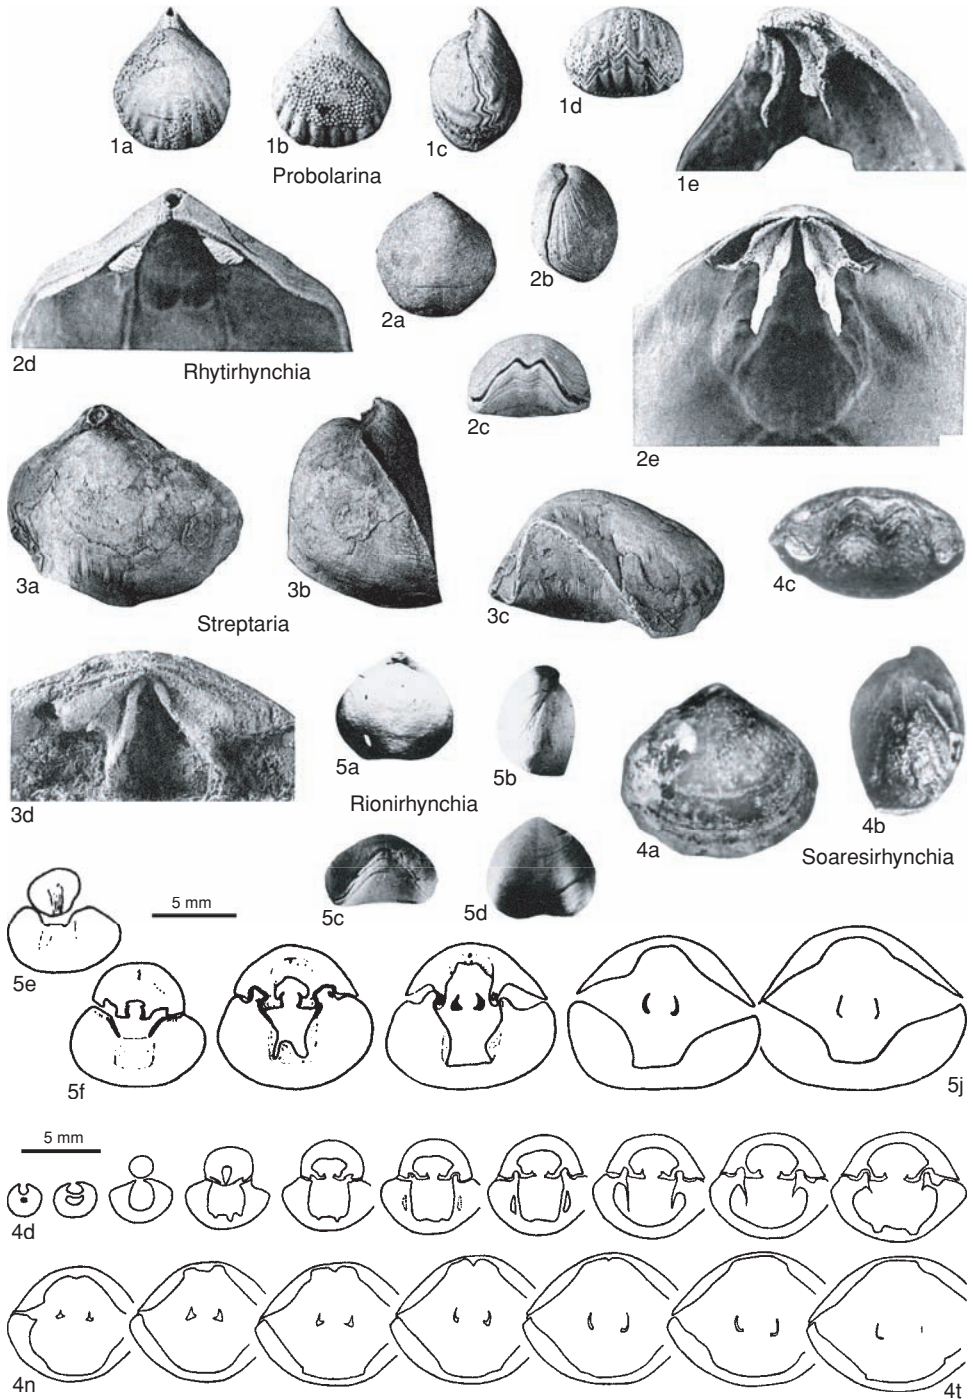 1a
1b
1c
1d
1e
Probolarina
2d
2a
2b
Rhytirhynchia
2c
2e
3a
3b
3c
4c
Streptaria
3d
5a
5b
Rionirhynchia
4a
4b
Soaresirhynchia
5c
5d
5e
5 mm
5f
5j
5 mm
4d
4n
4t